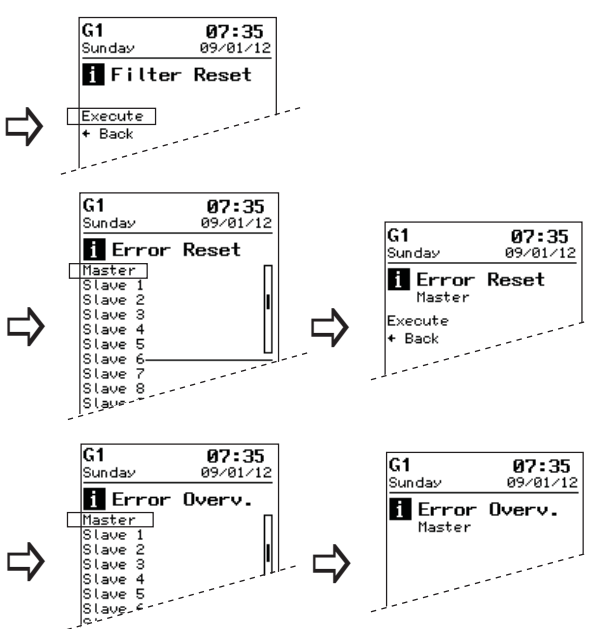 G1 07:35
Sunday 09/01/12
i Filter Reset
Execute
← Back
G1 07:35
Sunday 09/01/12
i Error Reset
Master
Slave 1
Slave 2
Slave 3
Slave 4
Slave 5
Slave 6
Slave 7
Slave 8
Slave
G1 07:35
Sunday 09/01/12
i Error Reset
Master
Execute
← Back
G1 07:35
Sunday 09/01/12
i Error Overv.
Master
Slave 1
Slave 2
Slave 3
Slave 4
Slave 5
Slave
G1 07:35
Sunday 09/01/12
i Error Overv.
Master